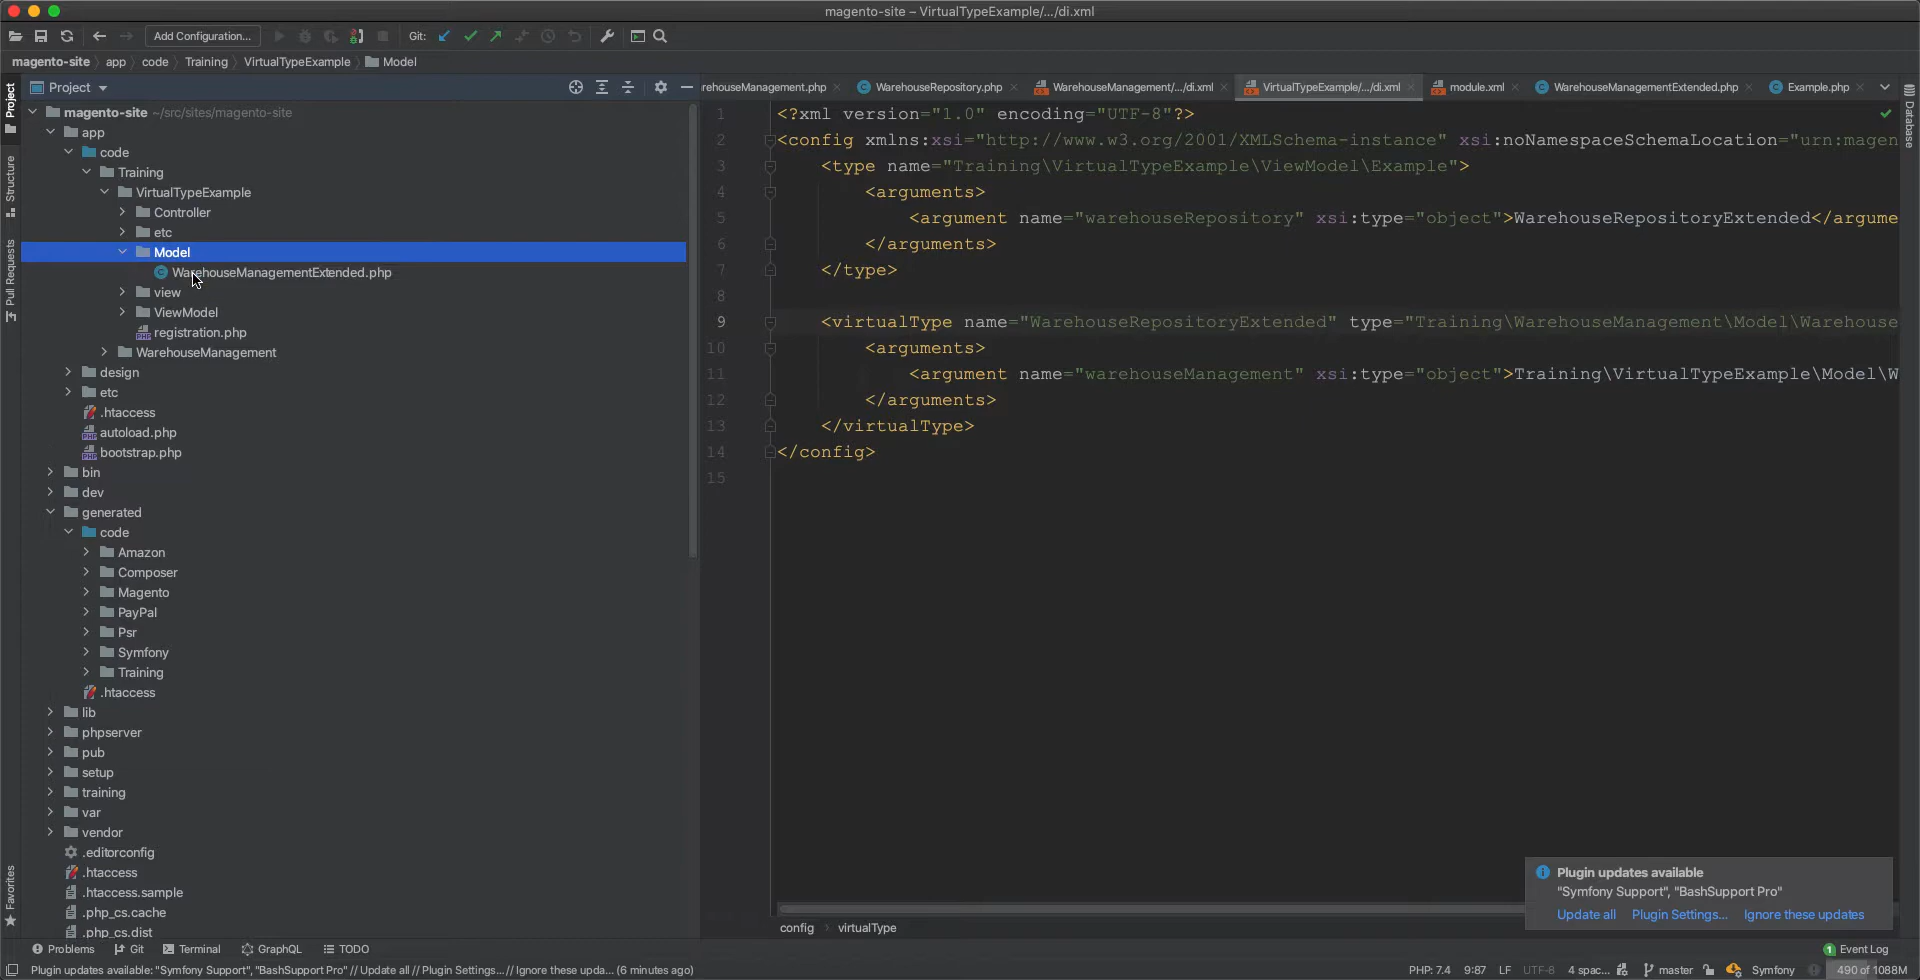 magento-site – VirtualTypeExample/.../di.xml
Add Configuration...
Git:
magento-site
app
code
Training
VirtualTypeExample
Model
Project
rehouseManagement.php
WarehouseRepository.php
WarehouseManagement/.../di.xml
VirtualTypeExample/.../di.xml
module.xml
WarehouseManagementExtended.php
Example.php
Project
Structure
Pull Requests
Favorites
Database
magento-site ~/src/sites/magento-site
app
code
Training
VirtualTypeExample
Controller
etc
Model
WarehouseManagementExtended.php
view
ViewModel
registration.php
WarehouseManagement
design
etc
.htaccess
autoload.php
bootstrap.php
bin
dev
generated
code
Amazon
Composer
Magento
PayPal
Psr
Symfony
Training
.htaccess
lib
phpserver
pub
setup
training
var
vendor
.editorconfig
.htaccess
.htaccess.sample
.php_cs.cache
.php_cs.dist
1 <?xml version="1.0" encoding="UTF-8"?>
2 <config xmlns:xsi="http://www.w3.org/2001/XMLSchema-instance" xsi:noNamespaceSchemaLocation="urn:magen
3 <type name="Training\VirtualTypeExample\ViewModel\Example">
4 <arguments>
5 <argument name="warehouseRepository" xsi:type="object">WarehouseRepositoryExtended</argume
6 </arguments>
7 </type>
8
9 <virtualType name="WarehouseRepositoryExtended" type="Training\WarehouseManagement\Model\Warehouse
10 <arguments>
11 <argument name="warehouseManagement" xsi:type="object">Training\VirtualTypeExample\Model\W
12 </arguments>
13 </virtualType>
14 </config>
15
Plugin updates available
"Symfony Support", "BashSupport Pro"
Update all Plugin Settings... Ignore these updates
config
virtualType
Problems
Git
Terminal
GraphQL
TODO
1 Event Log
Plugin updates available: "Symfony Support", "BashSupport Pro" // Update all // Plugin Settings... // Ignore these upda... (6 minutes ago)
PHP: 7.4
9:87
LF
UTF-8
4 spac...
master
Symfony
490 of 1088M